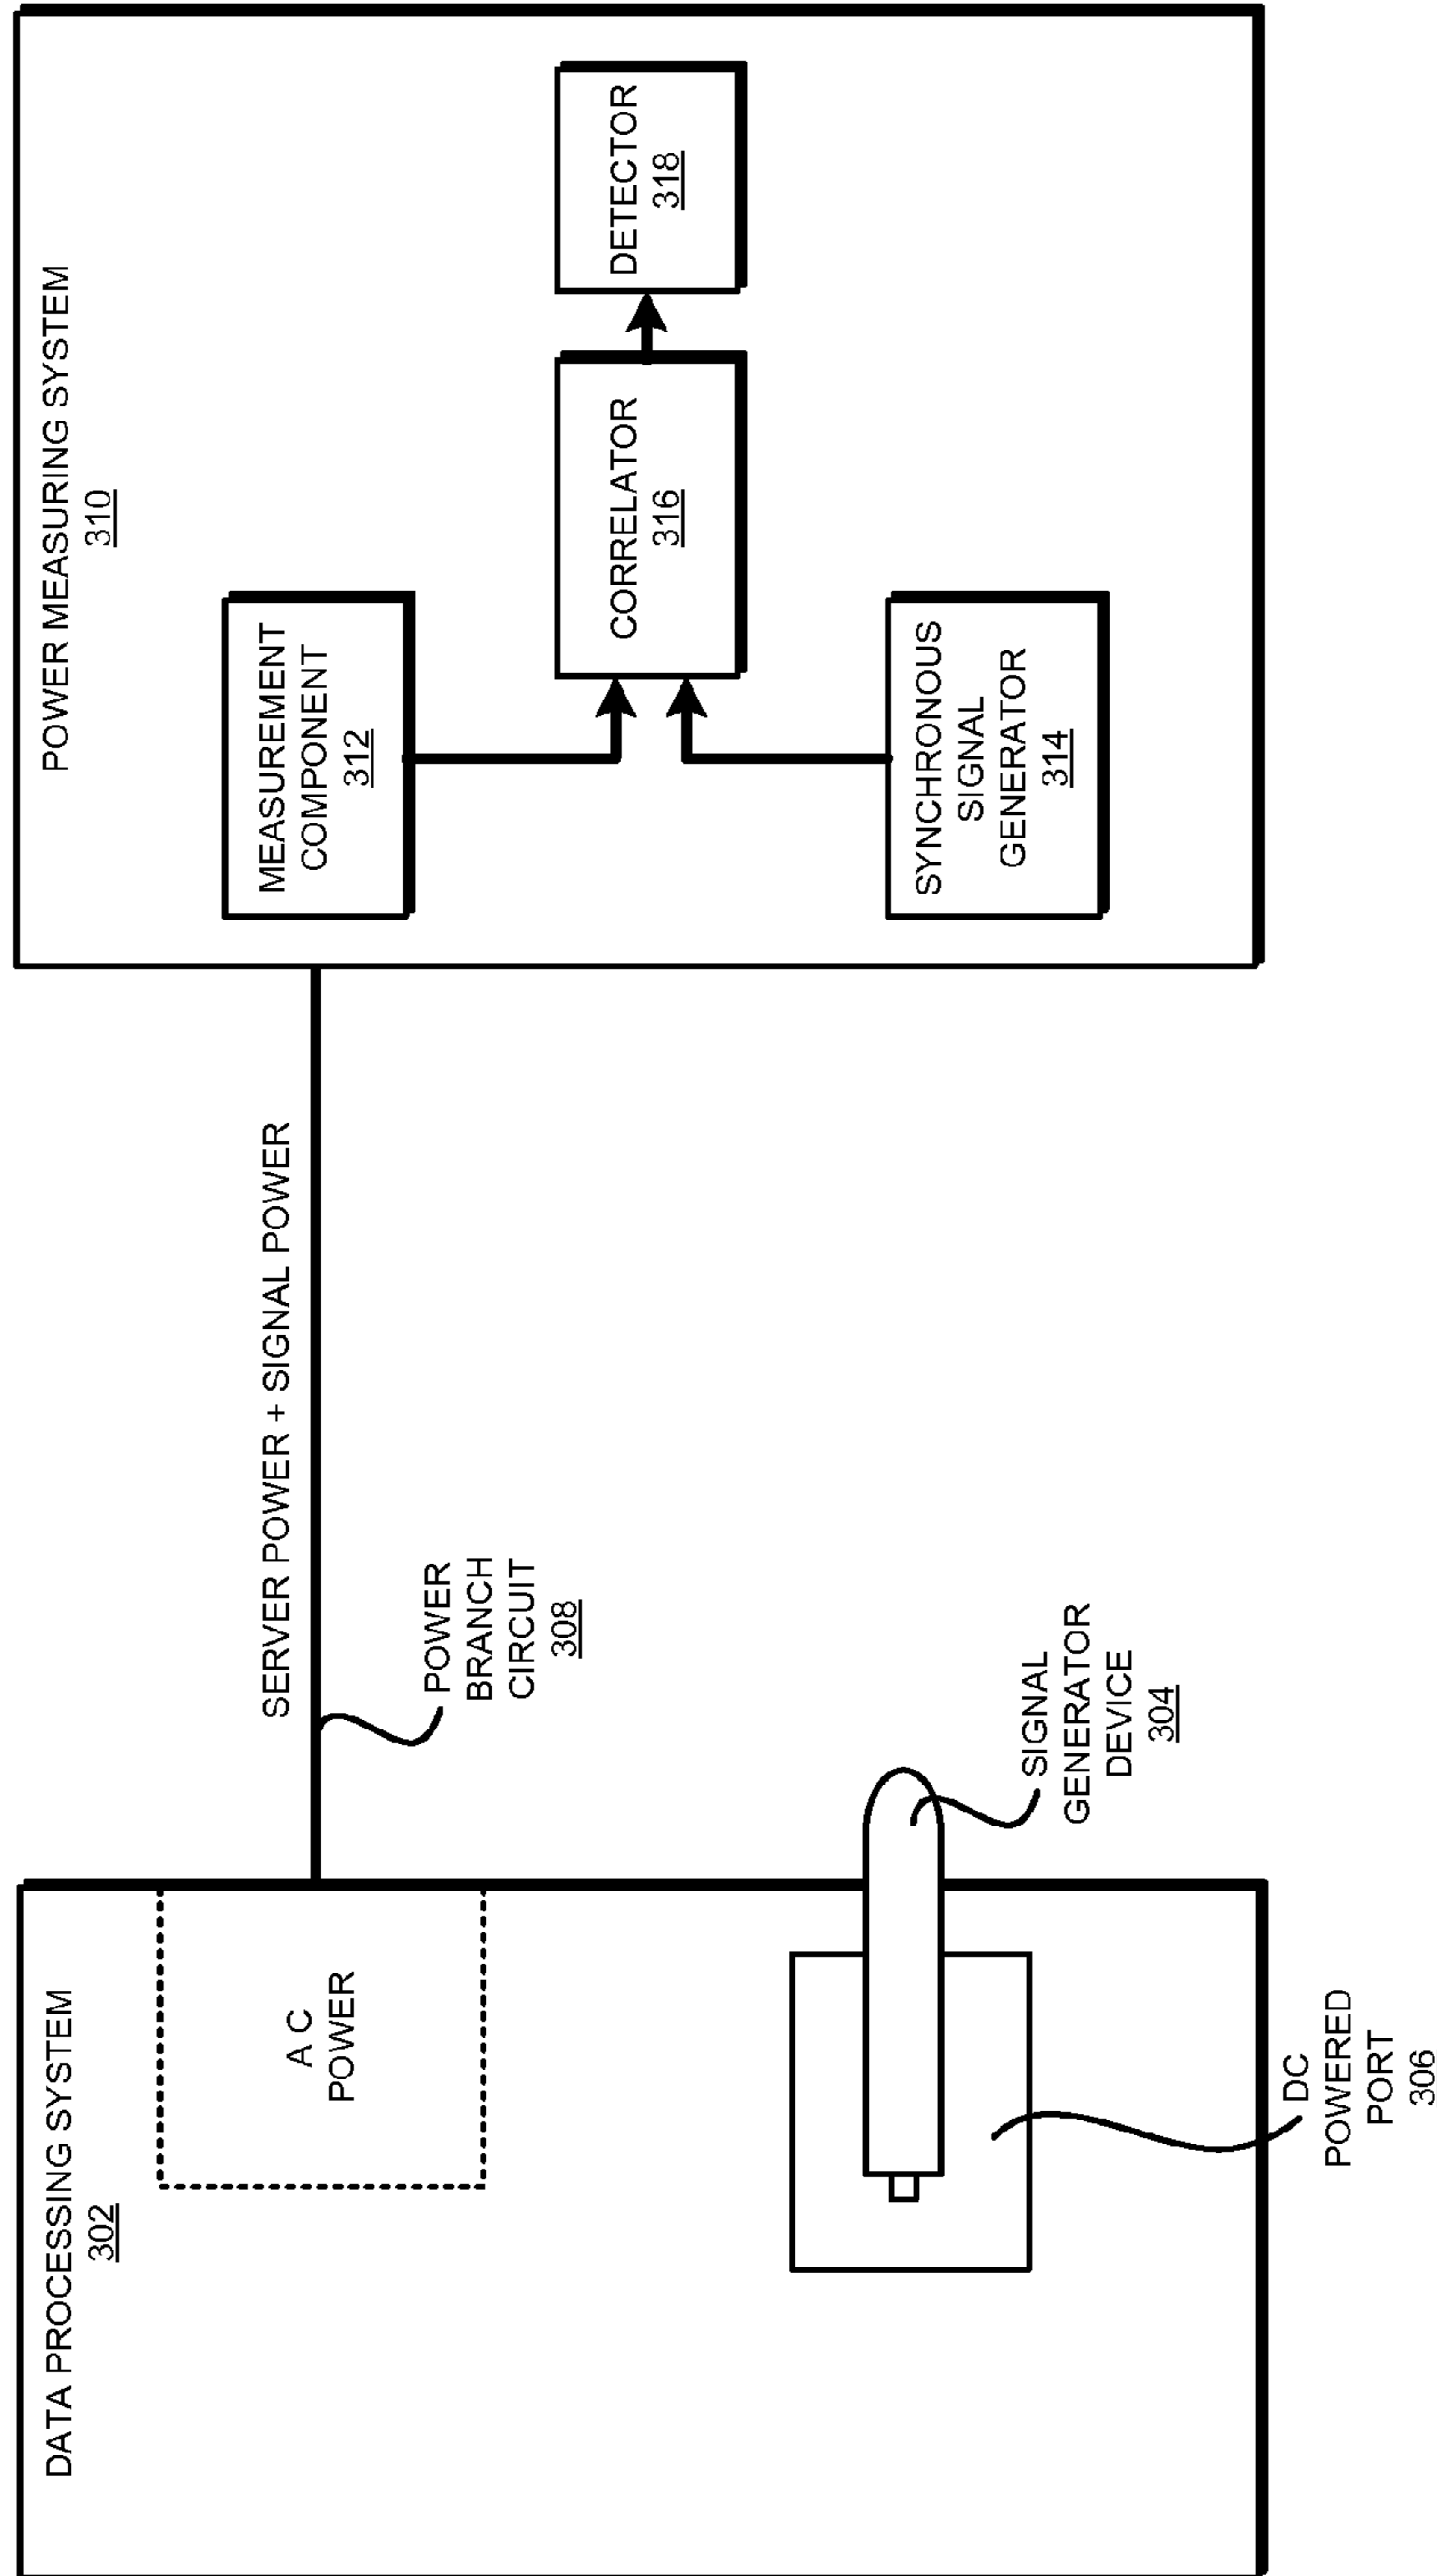 DATA PROCESSING SYSTEM
302
A C
POWER
DC
POWERED
PORT
306
SIGNAL
GENERATOR
DEVICE
304
SERVER POWER + SIGNAL POWER
POWER
BRANCH
CIRCUIT
308
POWER MEASURING SYSTEM
310
MEASUREMENT
COMPONENT
312
SYNCHRONOUS
SIGNAL
GENERATOR
314
CORRELATOR
316
DETECTOR
318